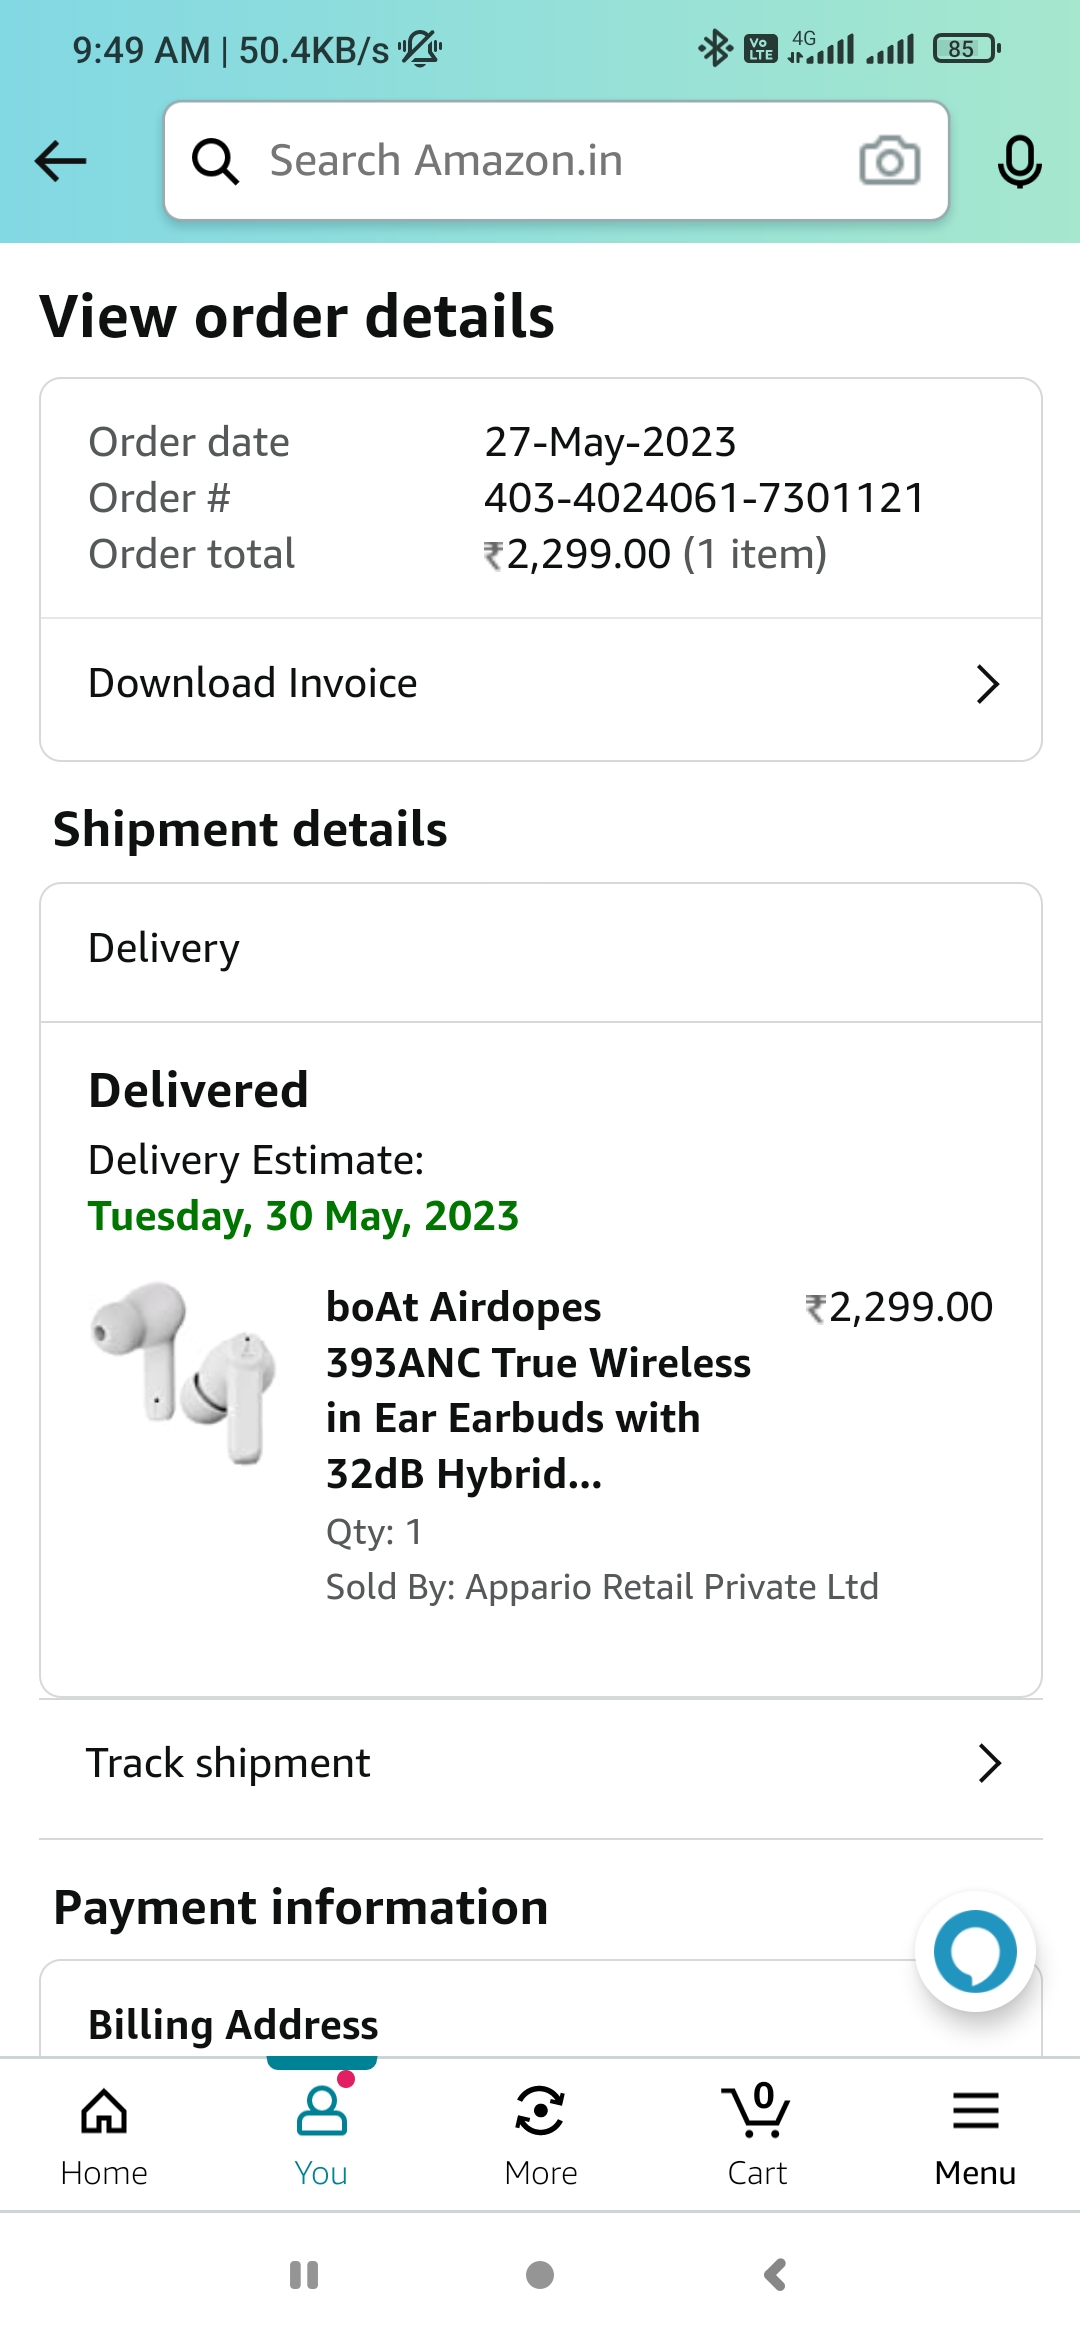 9:49 AM | 50.4KB/s
Vo LTE 4G 85
Search Amazon.in
View order details
Order date 27-May-2023
Order # 403-4024061-7301121
Order total ₹2,299.00 (1 item)
Download Invoice
Shipment details
Delivery
Delivered
Delivery Estimate:
Tuesday, 30 May, 2023
boAt Airdopes ₹2,299.00
393ANC True Wireless
in Ear Earbuds with
32dB Hybrid...
Qty: 1
Sold By: Appario Retail Private Ltd
Track shipment
Payment information
Billing Address
0
Home You More Cart Menu